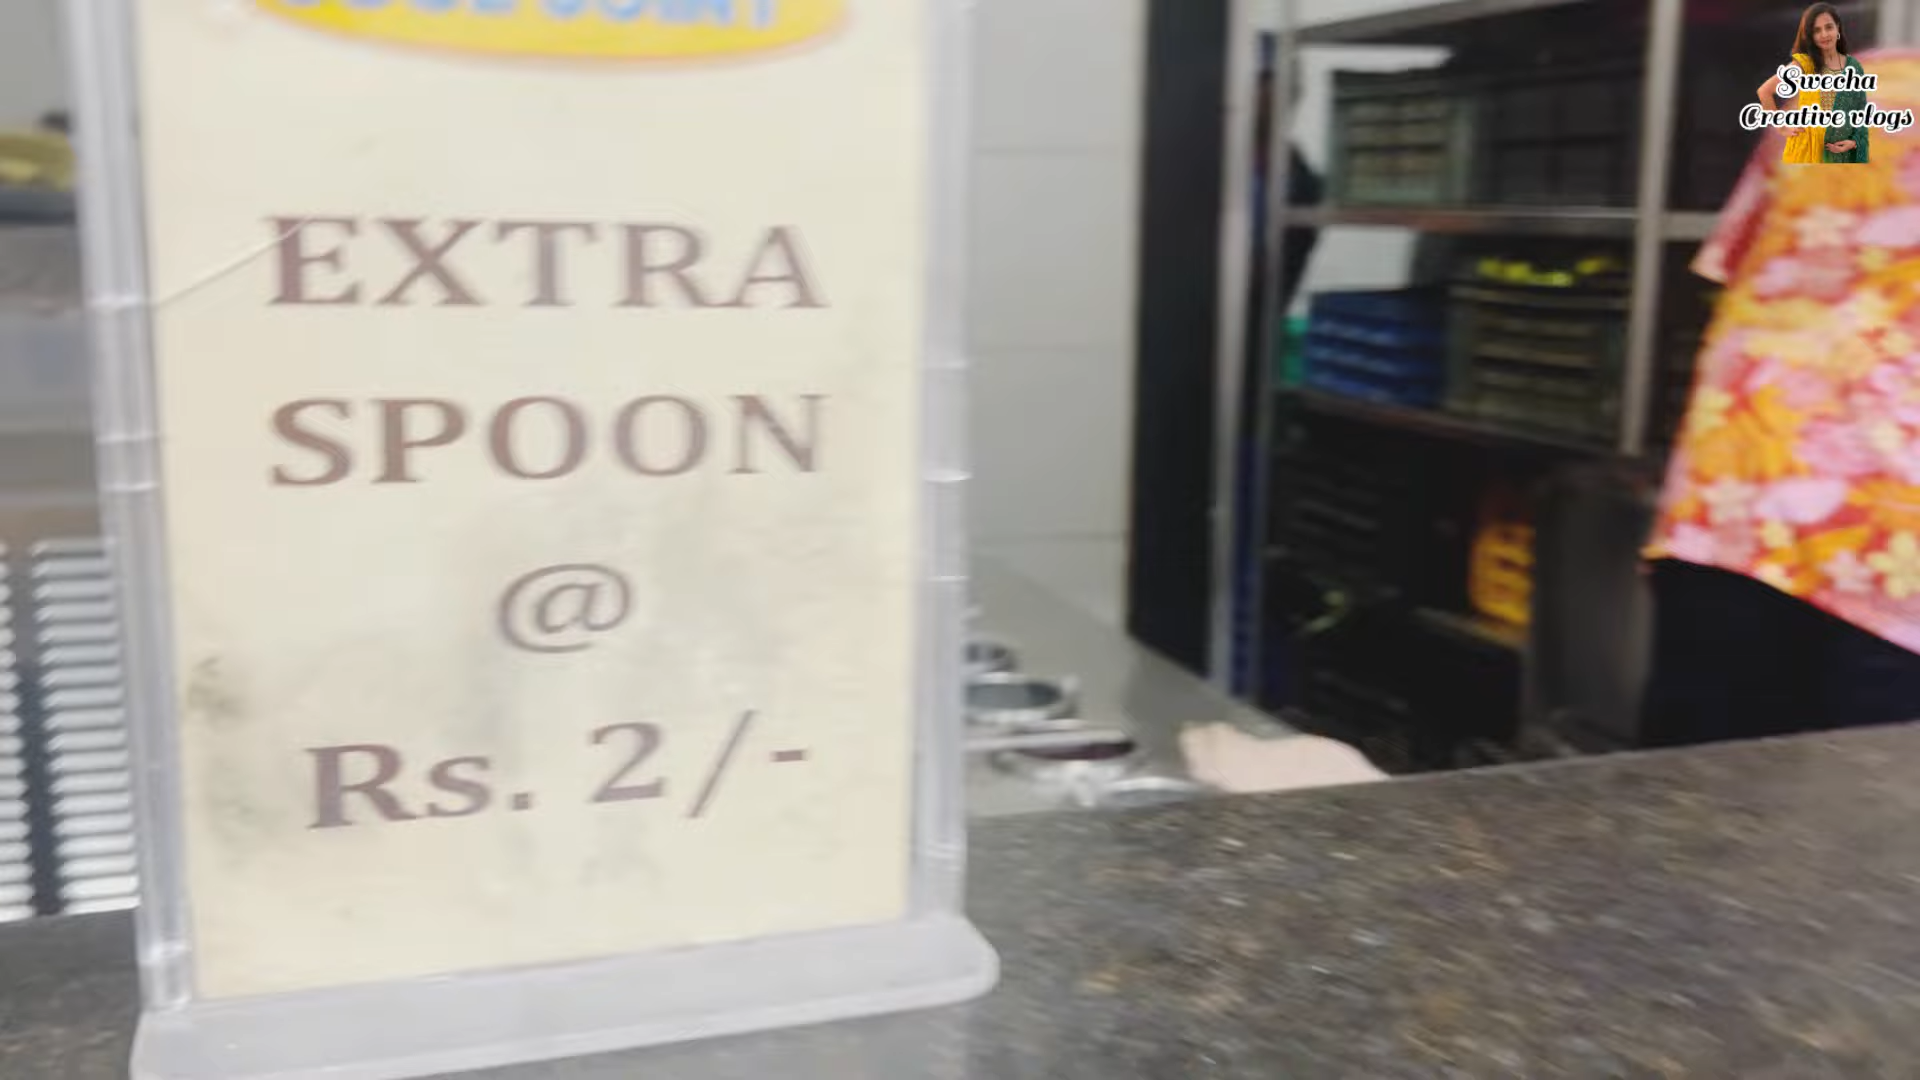 EXTRA
SPOON
@
Rs. 2/-
Swecha
Creative vlogs